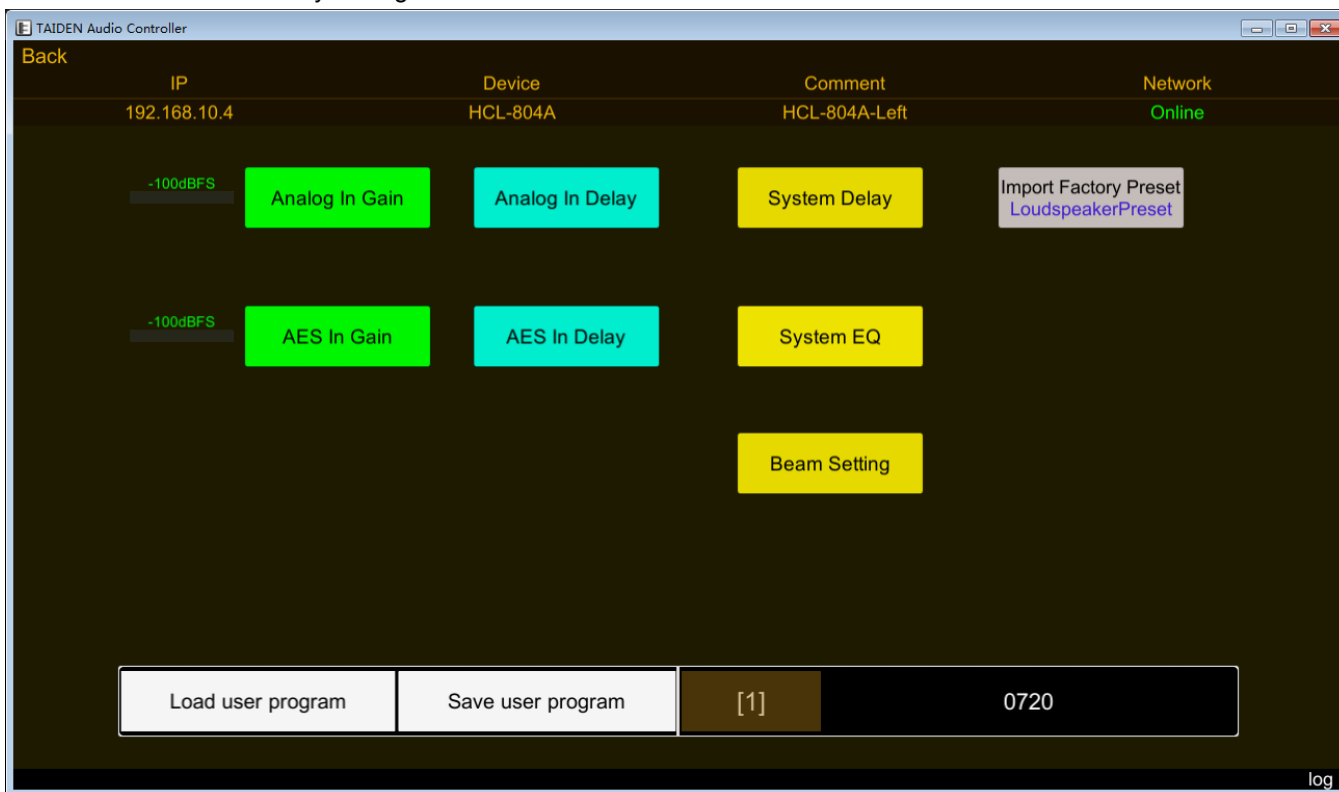 TAIDEN Audio Controller
Back
IP Device Comment Network
192.168.10.4 HCL-804A HCL-804A-Left Online
-100dBFS Analog In Gain Analog In Delay System Delay Import Factory Preset
LoudspeakerPreset
-100dBFS AES In Gain AES In Delay System EQ
Beam Setting
Load user program Save user program [1] 0720
log